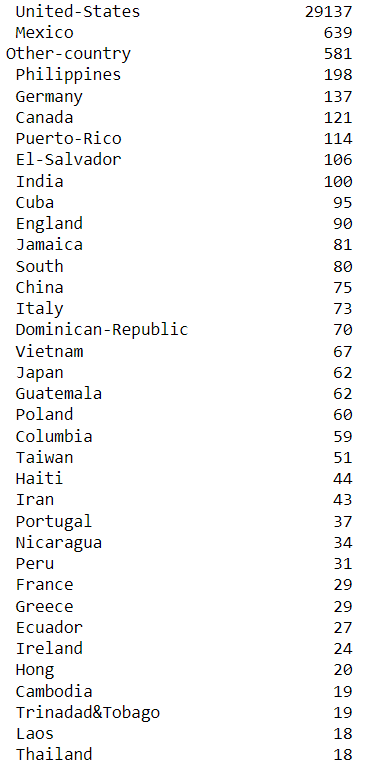 United-States 29137
Mexico 639
Other-country 581
Philippines 198
Germany 137
Canada 121
Puerto-Rico 114
El-Salvador 106
India 100
Cuba 95
England 90
Jamaica 81
South 80
China 75
Italy 73
Dominican-Republic 70
Vietnam 67
Japan 62
Guatemala 62
Poland 60
Columbia 59
Taiwan 51
Haiti 44
Iran 43
Portugal 37
Nicaragua 34
Peru 31
France 29
Greece 29
Ecuador 27
Ireland 24
Hong 20
Cambodia 19
Trinadad&Tobago 19
Laos 18
Thailand 18